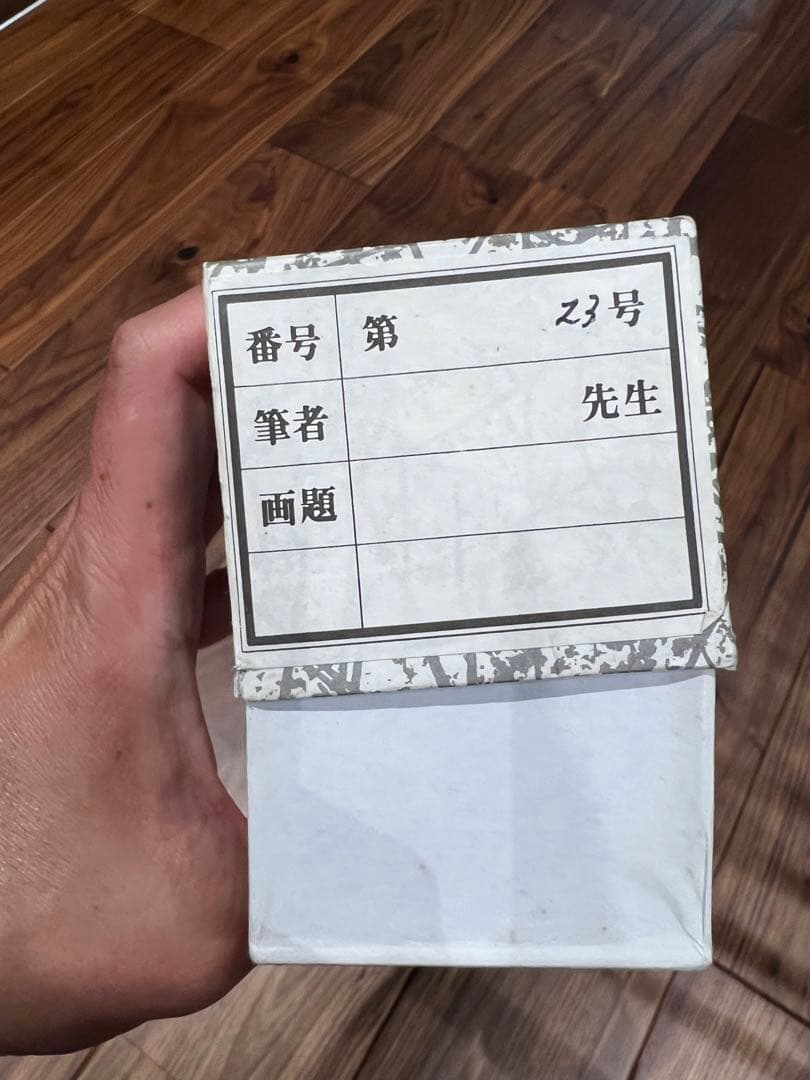 番号 第 23号
筆者 先生
画題